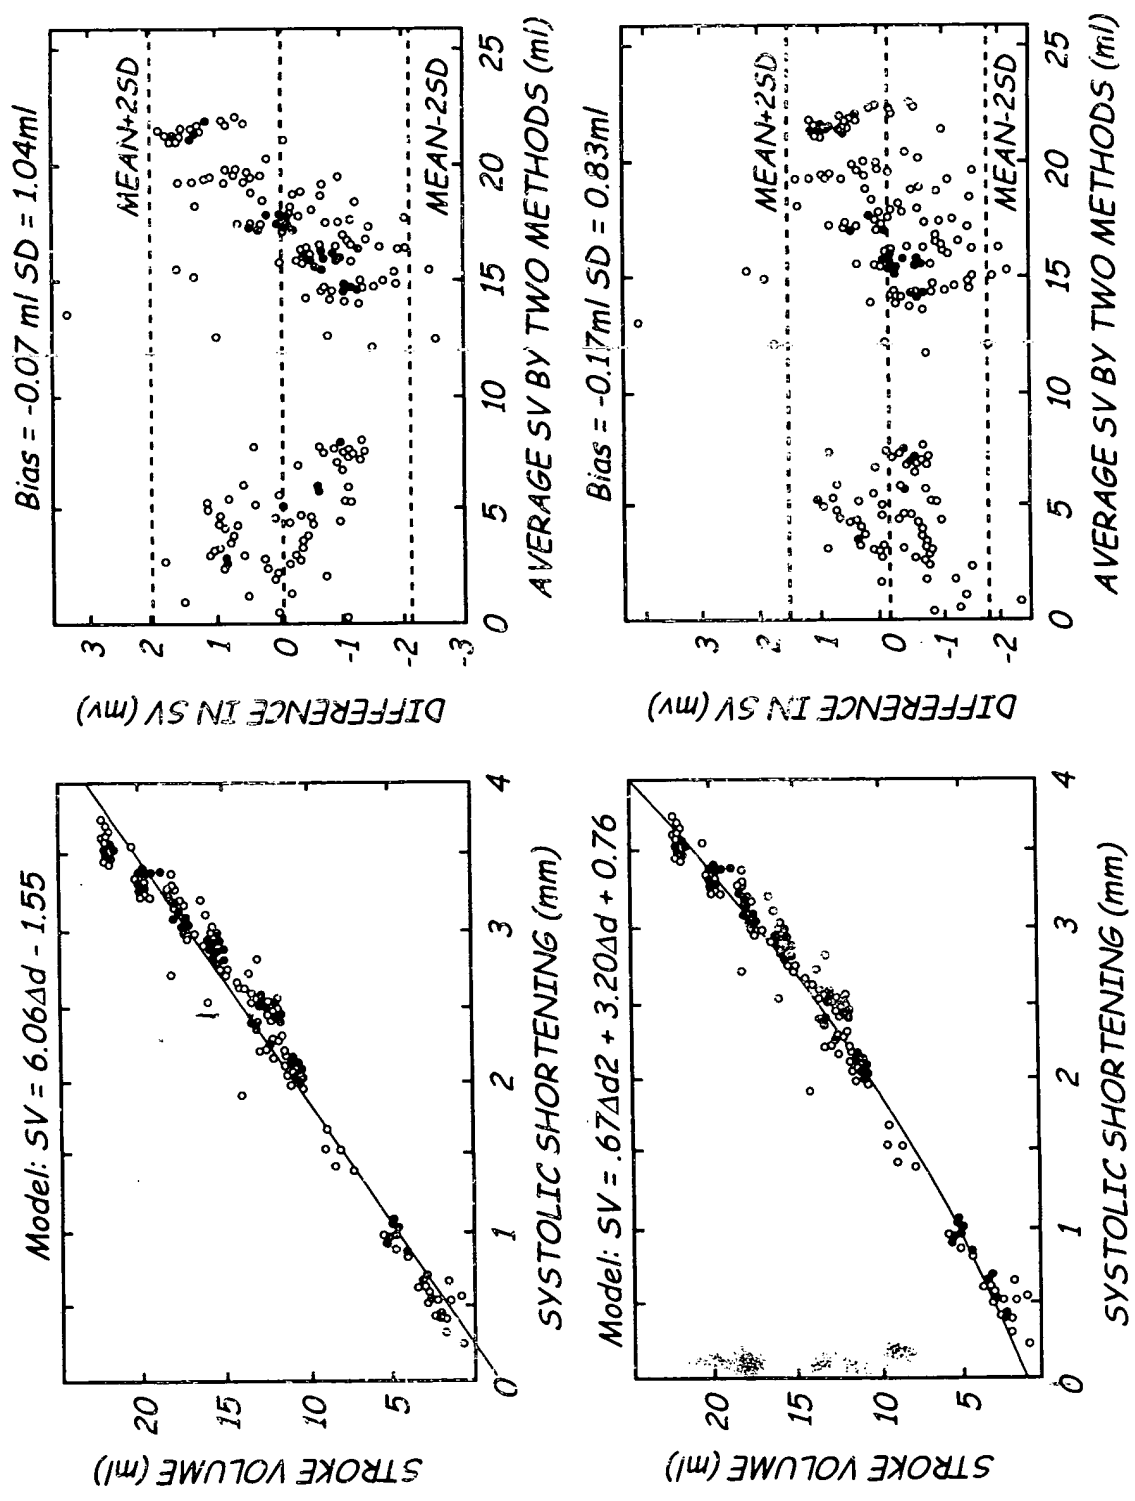 Model: SV = 6.06Δd - 1.55
STROKE VOLUME (ml)
20
15
10
5
0
1
2
3
4
SYSTOLIC SHORTENING (mm)
Bias = -0.07 ml SD = 1.04ml
DIFFERENCE IN SV (mv)
3
2
1
0
-1
-2
-3
MEAN+2SD
MEAN-2SD
0
5
10
15
20
25
AVERAGE SV BY TWO METHODS (ml)
Model: SV = .67Δd2 + 3.20Δd + 0.76
STROKE VOLUME (ml)
20
15
10
5
0
1
2
3
4
SYSTOLIC SHORTENING (mm)
Bias = -0.17ml SD = 0.83ml
DIFFERENCE IN SV (mv)
3
2
1
0
-1
-2
MEAN+2SD
MEAN-2SD
0
5
10
15
20
25
AVERAGE SV BY TWO METHODS (ml)